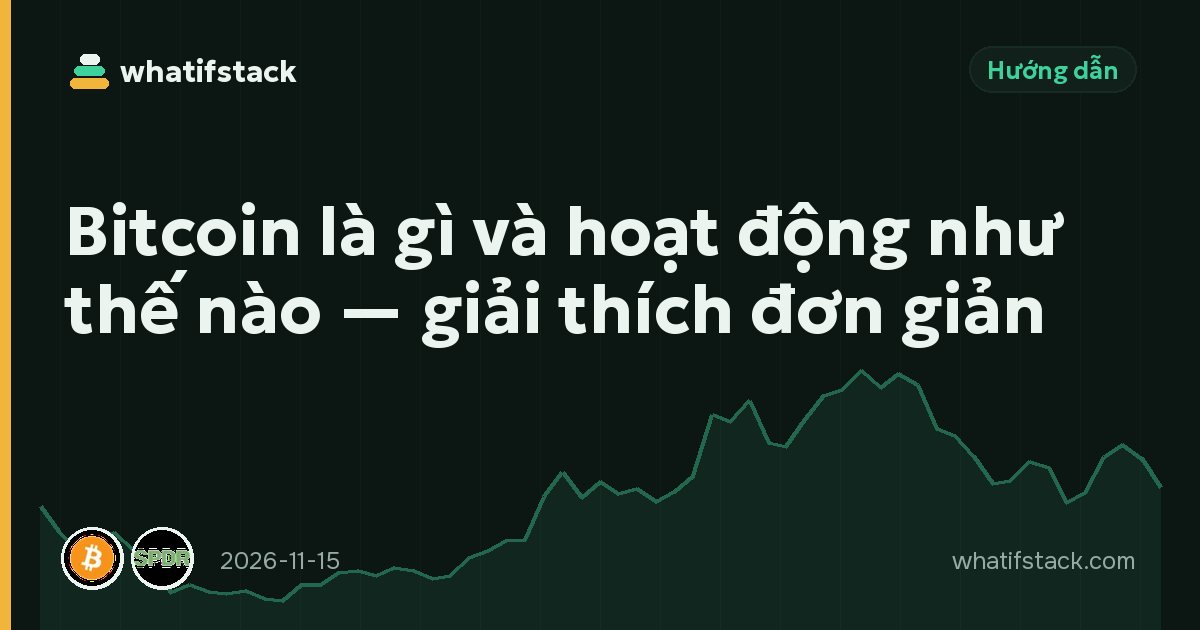 whatifstack
Hướng dẫn
Bitcoin là gì và hoạt động như
thế nào — giải thích đơn giản
SPDR
2026-11-15
whatifstack.com